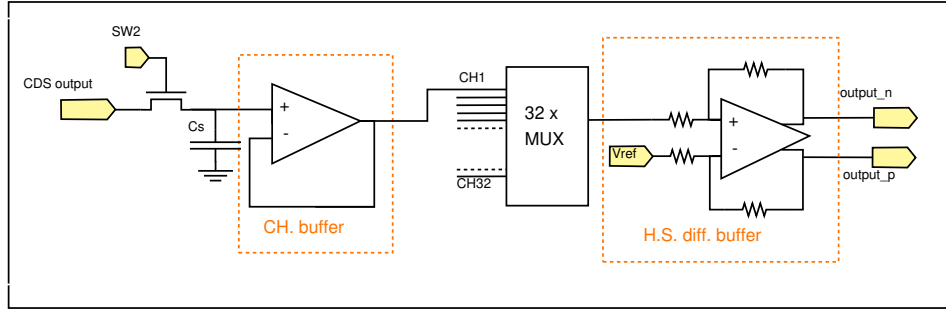 SW2
CDS output
Cs
+
-
CH. buffer
CH1
CH32
32 x
MUX
Vref
+
-
output_n
output_p
H.S. diff. buffer